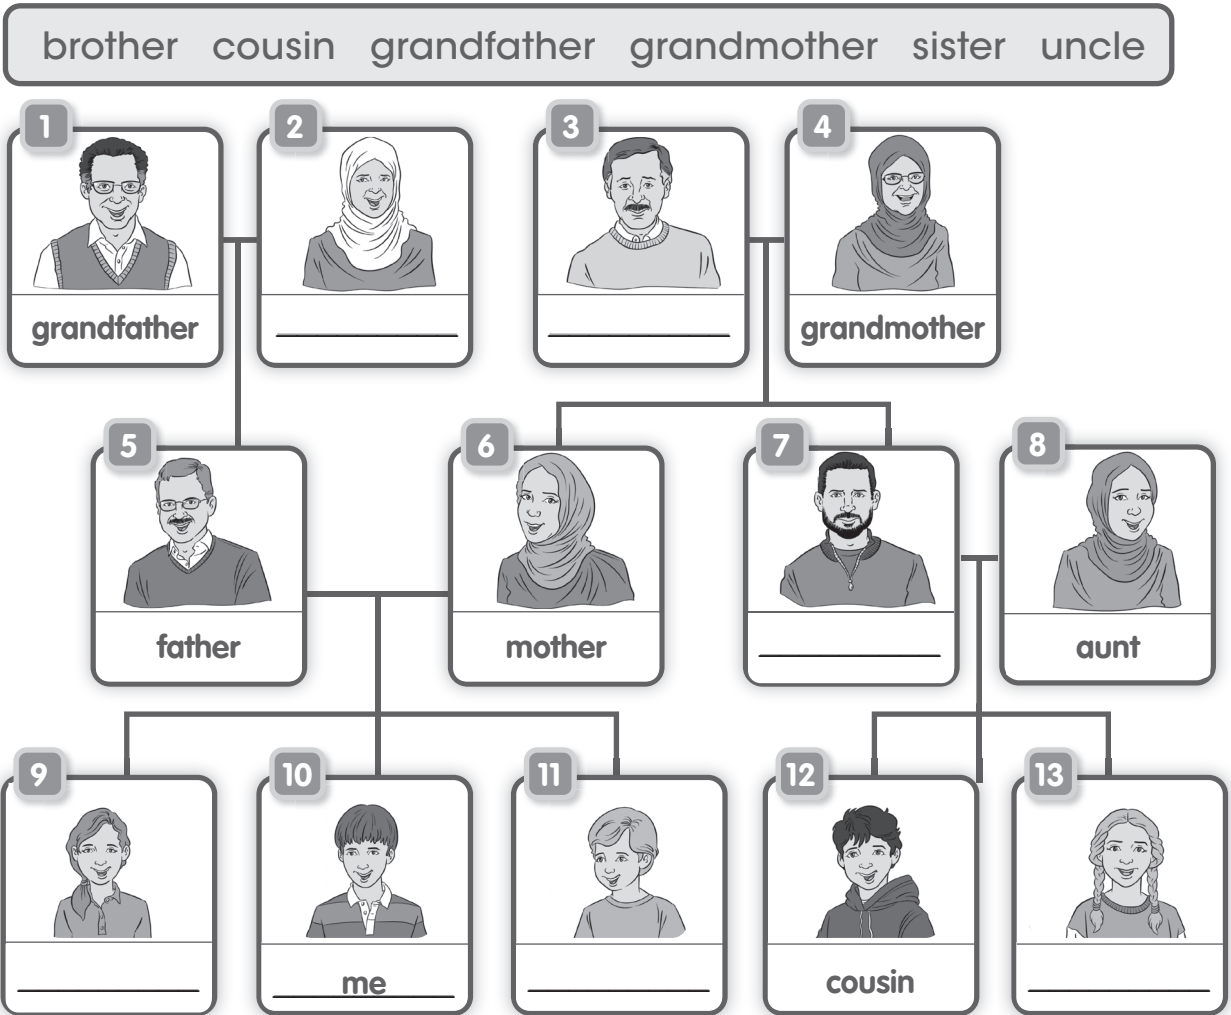 brother cousin grandfather grandmother sister uncle
1 2 3 4
grandfather grandmother
5 6 7 8
father mother aunt
9 10 11 12 13
me cousin